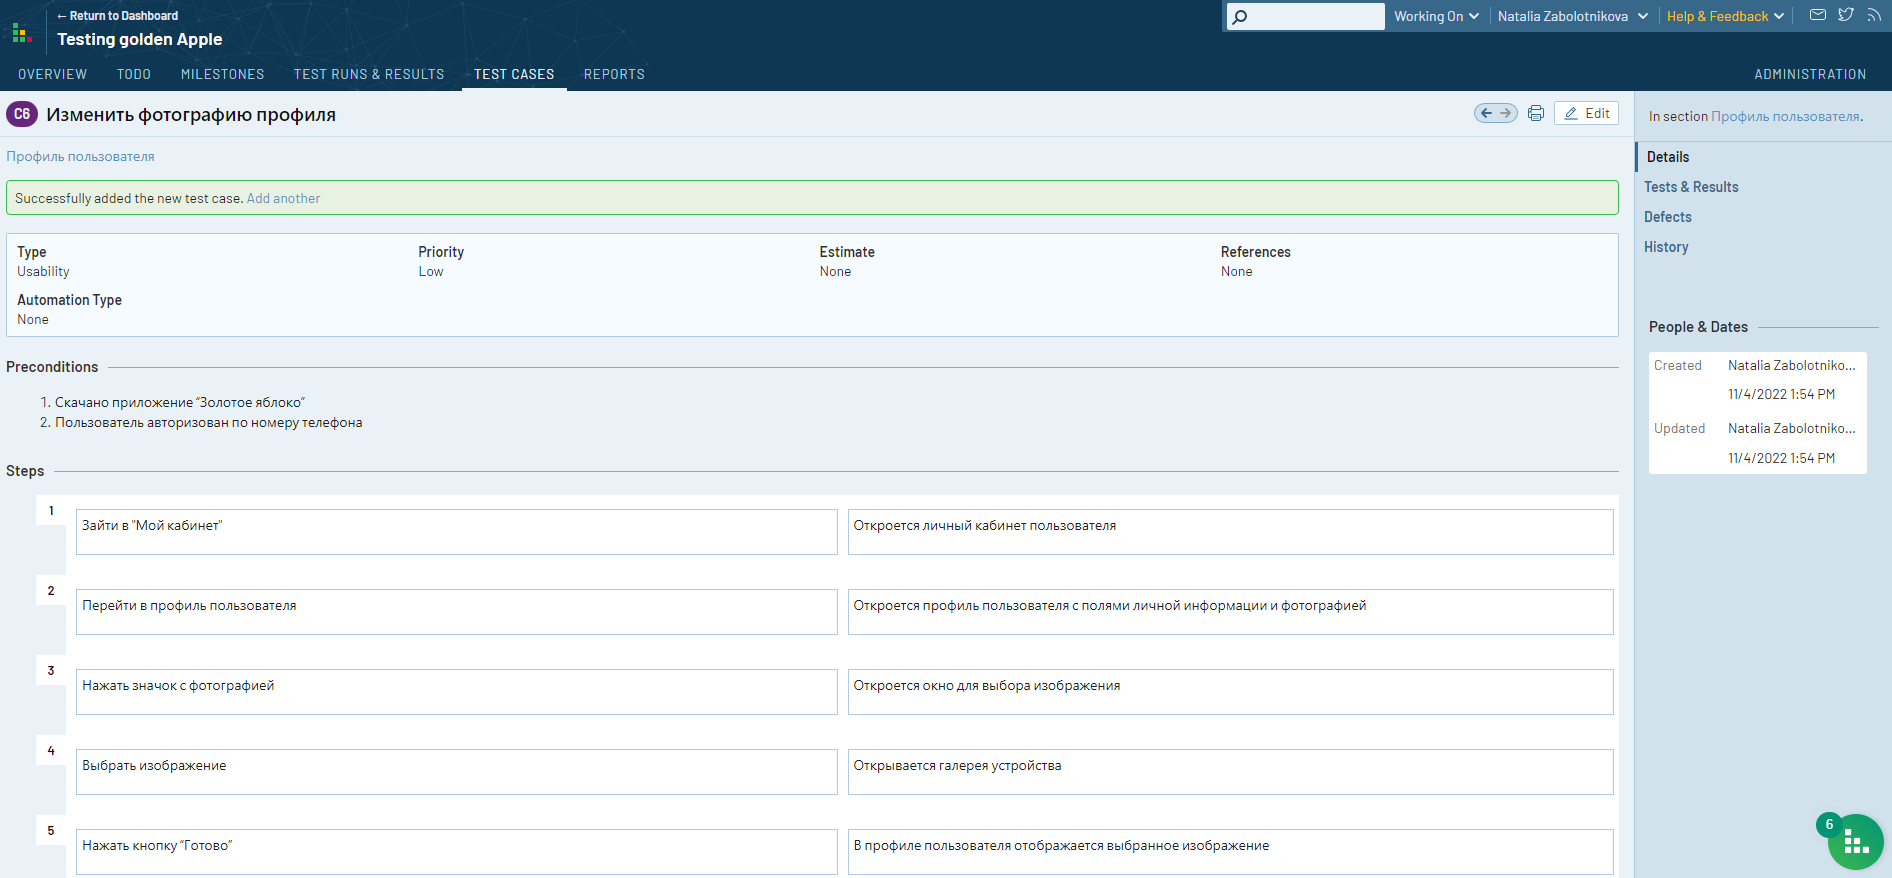 ← Return to Dashboard
Testing golden Apple
Working On
Natalia Zabolotnikova
Help & Feedback
OVERVIEW
TODO
MILESTONES
TEST RUNS & RESULTS
TEST CASES
REPORTS
ADMINISTRATION
C6 Изменить фотографию профиля
Edit
In section Профиль пользователя.
Профиль пользователя
Successfully added the new test case. Add another
Details
Tests & Results
Defects
History
Type
Usability
Priority
Low
Estimate
None
References
None
Automation Type
None
People & Dates
Created Natalia Zabolotniko...
11/4/2022 1:54 PM
Updated Natalia Zabolotniko...
11/4/2022 1:54 PM
Preconditions
1. Скачано приложение “Золотое яблоко”
2. Пользователь авторизован по номеру телефона
Steps
1
Зайти в "Мой кабинет"
Откроется личный кабинет пользователя
2
Перейти в профиль пользователя
Откроется профиль пользователя с полями личной информации и фотографией
3
Нажать значок с фотографией
Откроется окно для выбора изображения
4
Выбрать изображение
Открывается галерея устройства
5
Нажать кнопку “Готово”
В профиле пользователя отображается выбранное изображение
6